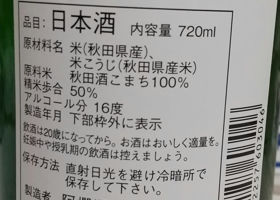 品目: 日本酒 内容量 720ml
原材料名 米(秋田県産)、
米こうじ(秋田県産米)
原料米 秋田酒こまち100%
精米歩合 50%
アルコール分 16度
製造年月 下部枠外に表示
飲酒は20歳になってから。お酒はおいしく適量を。
妊娠中や授乳期の飲酒は控えましょう。
保存方法 直射日光を避け冷暗所で
保存して下さい。
製造者